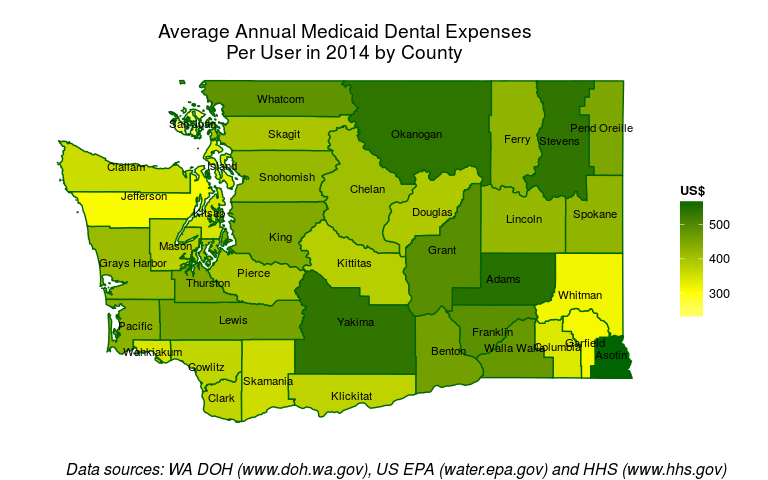 Average Annual Medicaid Dental Expenses
Per User in 2014 by County
Whatcom
San Juan
Skagit
Okanogan
Ferry
Stevens
Pend Oreille
Clallam
Island
Snohomish
Chelan
Jefferson
Kitsap
Douglas
Lincoln
Spokane
King
Mason
Grant
Grays Harbor
Kittitas
Pierce
Thurston
Adams
Whitman
Pacific
Lewis
Yakima
Franklin
Garfield
Wahkiakum
Benton
Walla Walla
Columbia
Asotin
Cowlitz
Skamania
Clark
Klickitat
US$
500
400
300
Data sources: WA DOH (www.doh.wa.gov), US EPA (water.epa.gov) and HHS (www.hhs.gov)